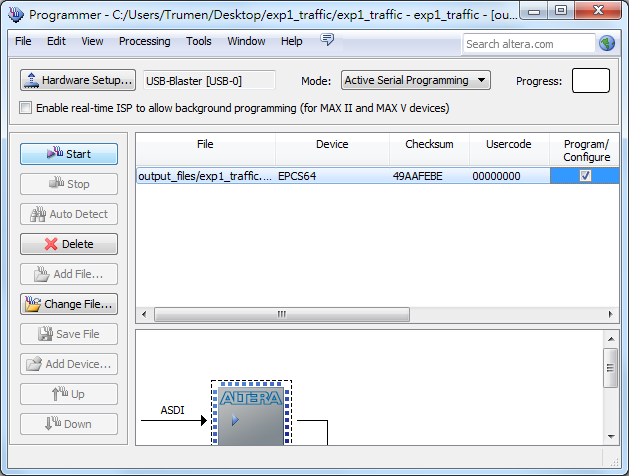 Programmer - C:/Users/Trumen/Desktop/exp1_traffic/exp1_traffic - exp1_traffic - [ou...
File Edit View Processing Tools Window Help Search altera.com
Hardware Setup... USB-Blaster [USB-0] Mode: Active Serial Programming Progress:
Enable real-time ISP to allow background programming (for MAX II and MAX V devices)
Start
Stop
Auto Detect
Delete
Add File...
Change File...
Save File
Add Device...
Up
Down
File Device Checksum Usercode Program/
Configure
output_files/exp1_traffic.... EPCS64 49AAFEBE 00000000
ALTERA
ASDI